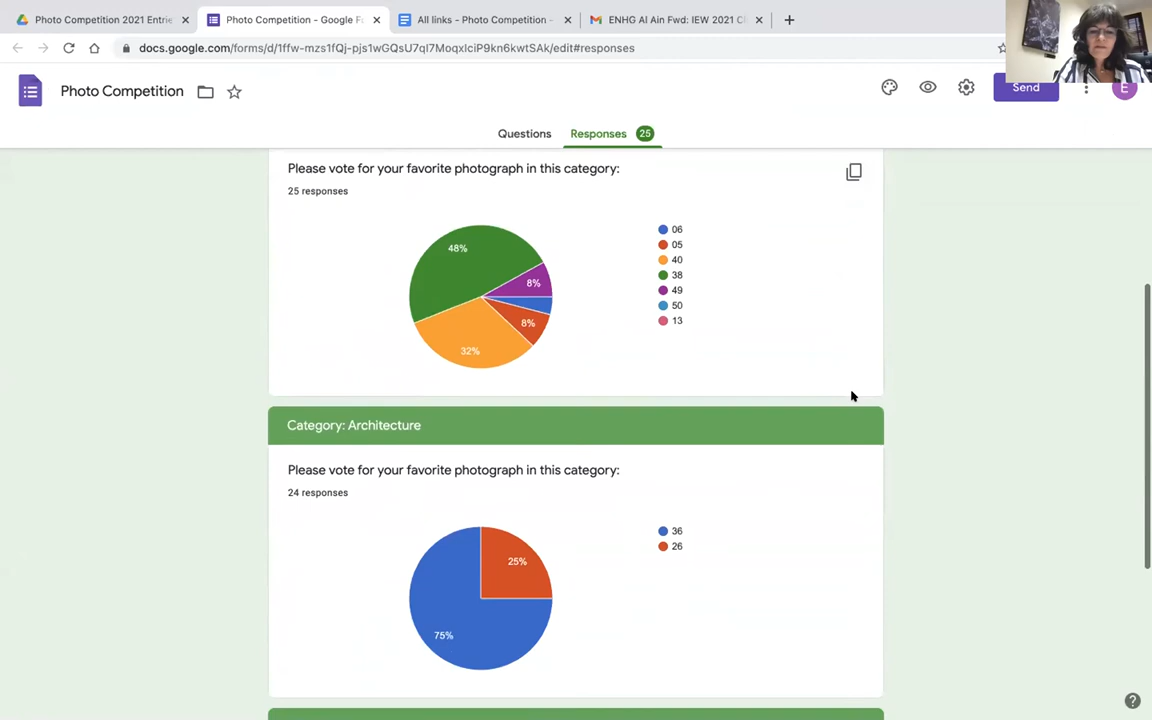 Photo Competition 2021 Entrie
Photo Competition - Google F
All links - Photo Competition -
ENHG Al Ain Fwd: IEW 2021 C
docs.google.com/forms/d/1ffw-mzs1fQj-pjs1wGQsU7qI7MoqxIciP9kn6kwtSAk/edit#responses
Photo Competition
Send
E
Questions
Responses
25
Please vote for your favorite photograph in this category:
25 responses
48%
8%
8%
32%
06
05
40
38
49
50
13
Category: Architecture
Please vote for your favorite photograph in this category:
24 responses
25%
75%
36
26